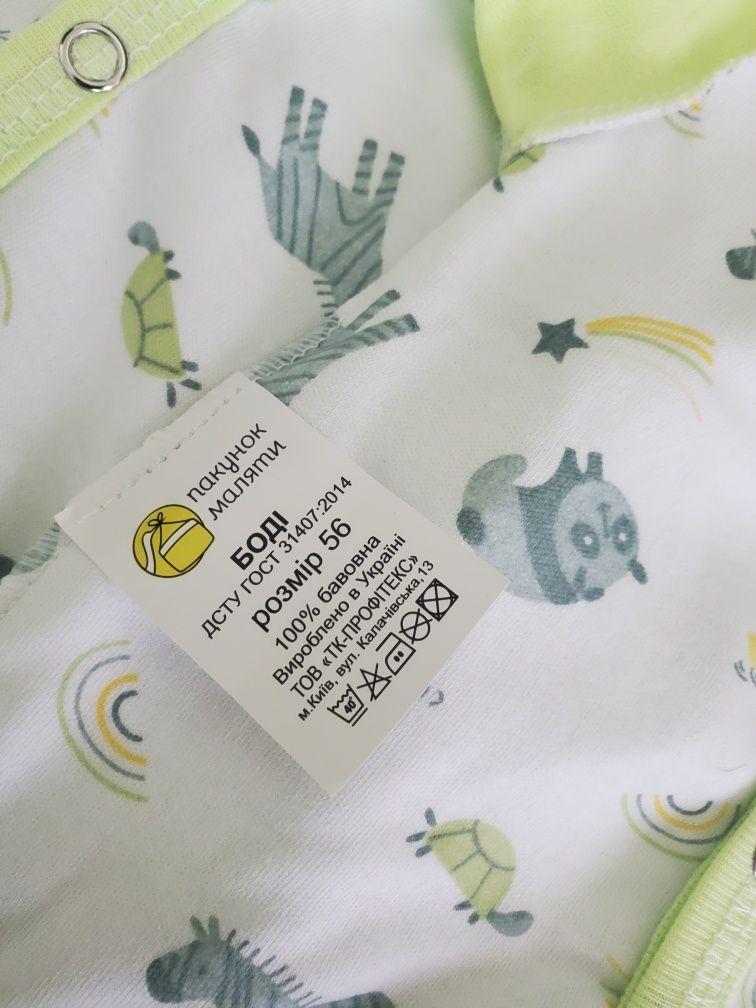 пакунок
маляти
БОДІ
ДСТУ ГОСТ 31407:2014
розмір 56
100% бавовна
Вироблено в Україні
ТОВ «ТК-ПРОФІТЕКС»
м.Київ, вул. Калачівська,13
40°